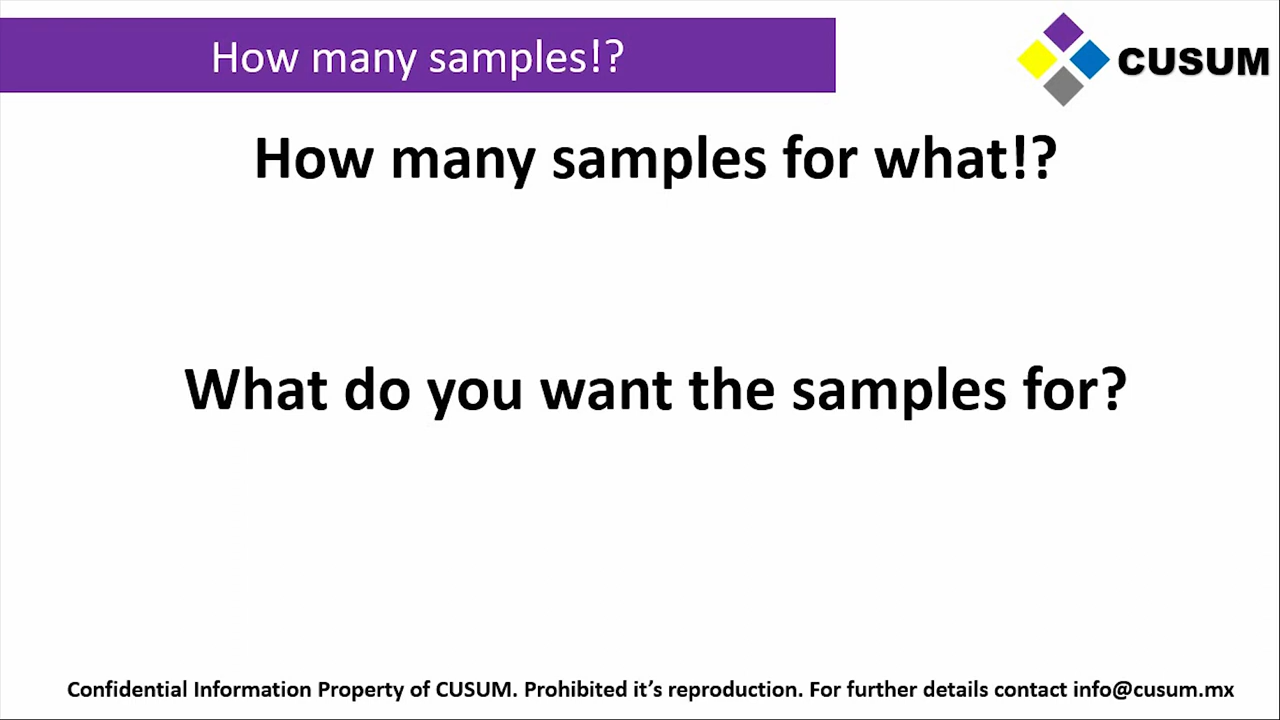 How many samples!?
CUSUM
How many samples for what!?
What do you want the samples for?
Confidential Information Property of CUSUM. Prohibited it’s reproduction. For further details contact info@cusum.mx